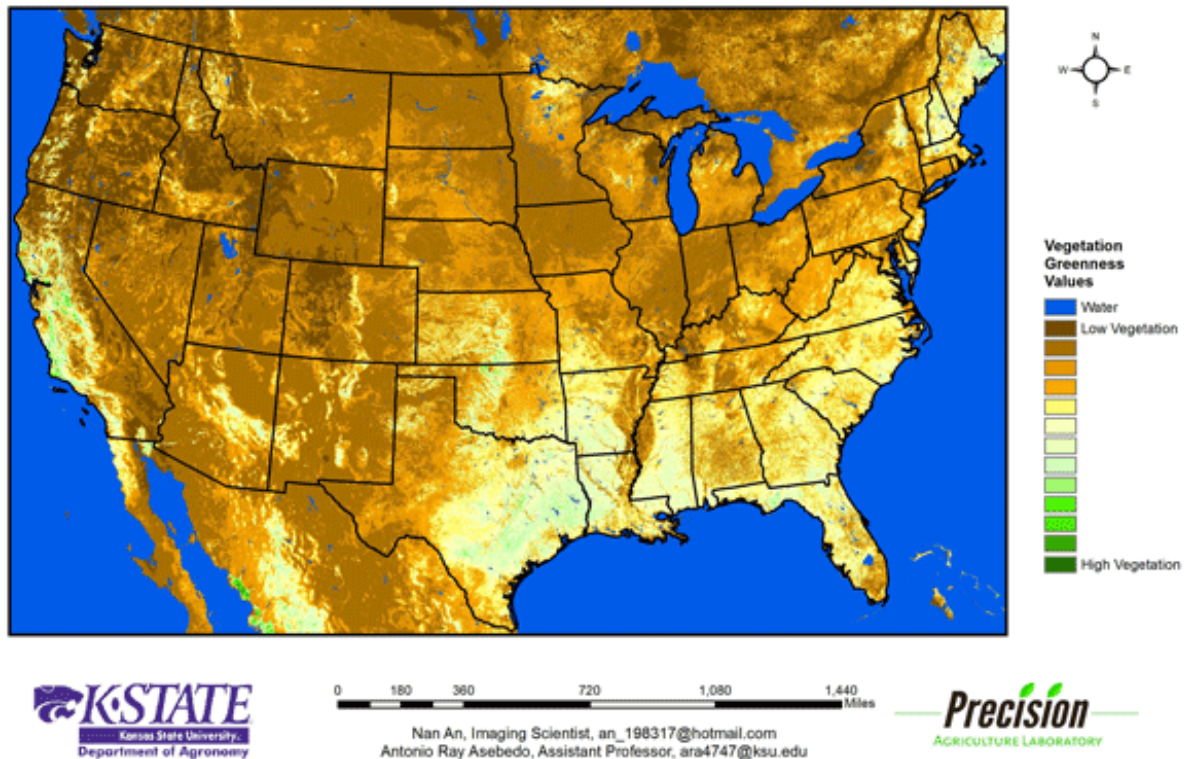 N
W
E
S
Vegetation
Greenness
Values
Water
Low Vegetation
High Vegetation
K-STATE
Kansas State University
Department of Agronomy
0 180 360 720 1,080 1,440
Miles
Nan An, Imaging Scientist, an_198317@hotmail.com
Antonio Ray Asebedo, Assistant Professor, ara4747@ksu.edu
Precision
AGRICULTURE LABORATORY